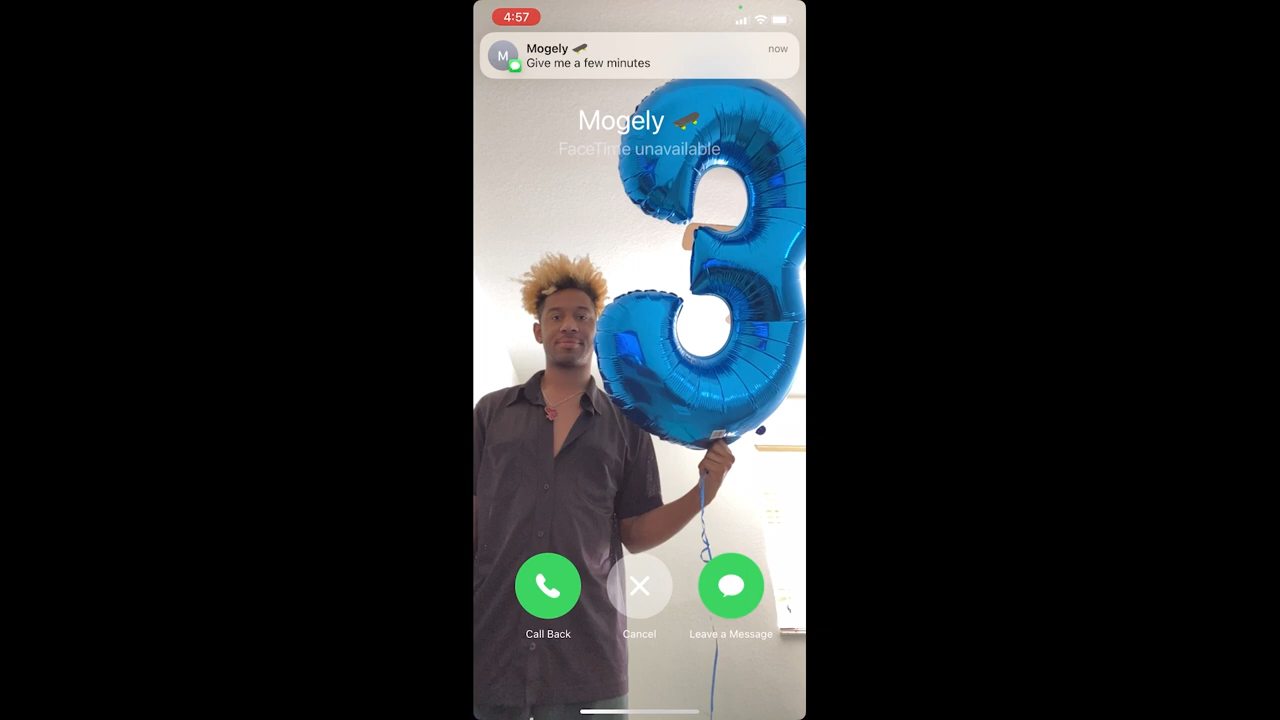 4:57
Mogely 🛹
now
Give me a few minutes
M
Mogely 🛹
FaceTime unavailable
Call Back
Cancel
Leave a Message